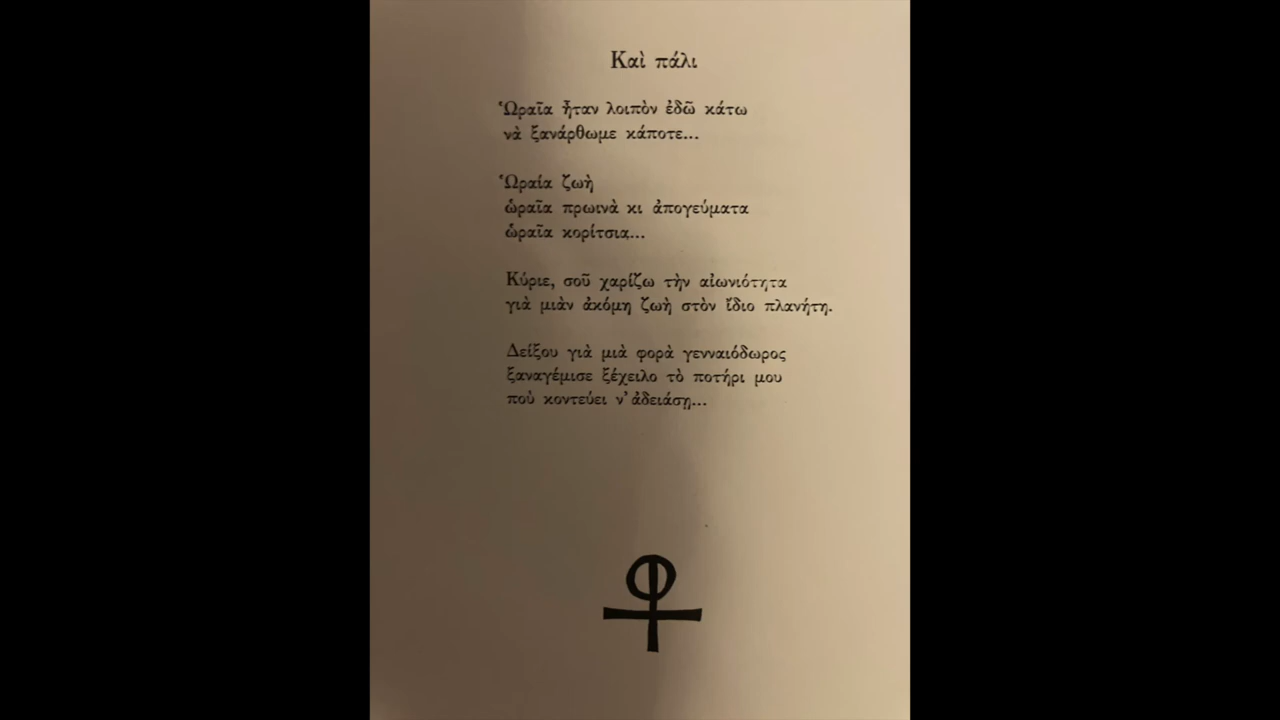 Καὶ πάλι
Ὡραῖα ἦταν λοιπὸν ἐδῶ κάτω
νὰ ξανάρθωμε κάποτε...
Ὡραία ζωὴ
ὡραῖα πρωινὰ κι ἀπογεύματα
ὡραῖα κορίτσια...
Κύριε, σοῦ χαρίζω τὴν αἰωνιότητα
γιὰ μιὰν ἀκόμη ζωὴ στὸν ἴδιο πλανήτη.
Δείξου γιὰ μιὰ φορὰ γενναιόδωρος
ξαναγέμισε ξέχειλο τὸ ποτήρι μου
ποὺ κοντεύει ν' ἀδειάσῃ...